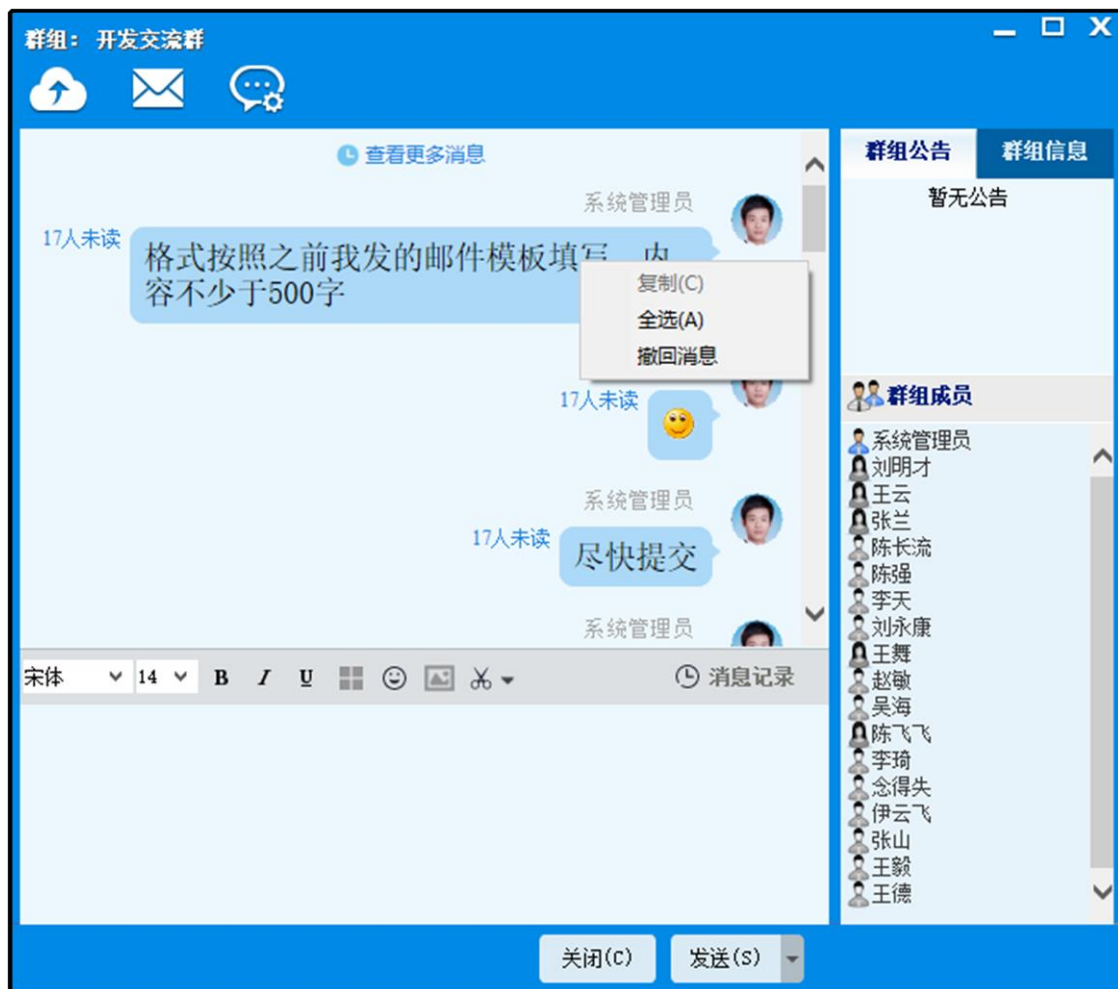 群组： 开发交流群
查看更多消息
系统管理员
17人未读
格式按照之前我发的邮件模板填写，内
容不少于500字
复制(C)
全选(A)
撤回消息
17人未读
系统管理员
17人未读
尽快提交
系统管理员
宋体
14
B I U
消息记录
关闭(C)
发送(S)
群组公告
群组信息
暂无公告
群组成员
系统管理员
刘明才
王云
张兰
陈长流
陈强
李天
刘永康
王舞
赵敏
吴海
陈飞飞
李琦
念得失
伊云飞
张山
王毅
王德